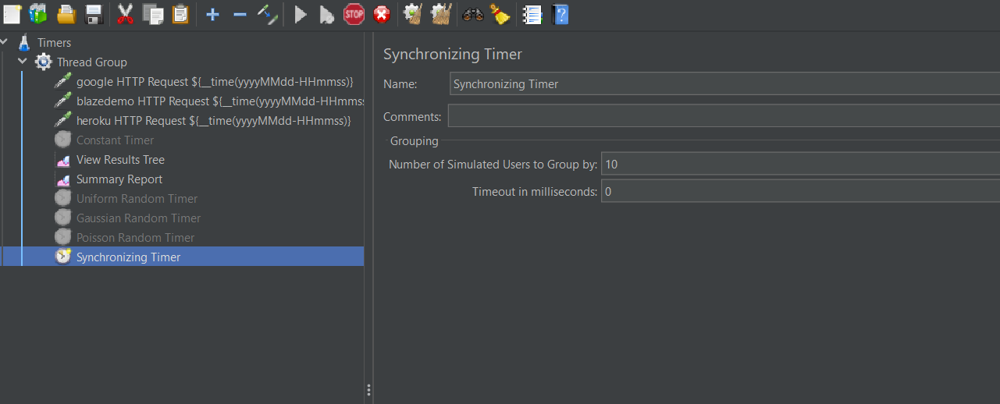 STOP
Timers
Thread Group
google HTTP Request ${__time(yyyyMMdd-HHmmss)}
blazedemo HTTP Request ${__time(yyyyMMdd-HHmmss
heroku HTTP Request ${__time(yyyyMMdd-HHmmss)}
Constant Timer
View Results Tree
Summary Report
Uniform Random Timer
Gaussian Random Timer
Poisson Random Timer
Synchronizing Timer
Synchronizing Timer
Name: Synchronizing Timer
Comments:
Grouping
Number of Simulated Users to Group by: 10
Timeout in milliseconds: 0